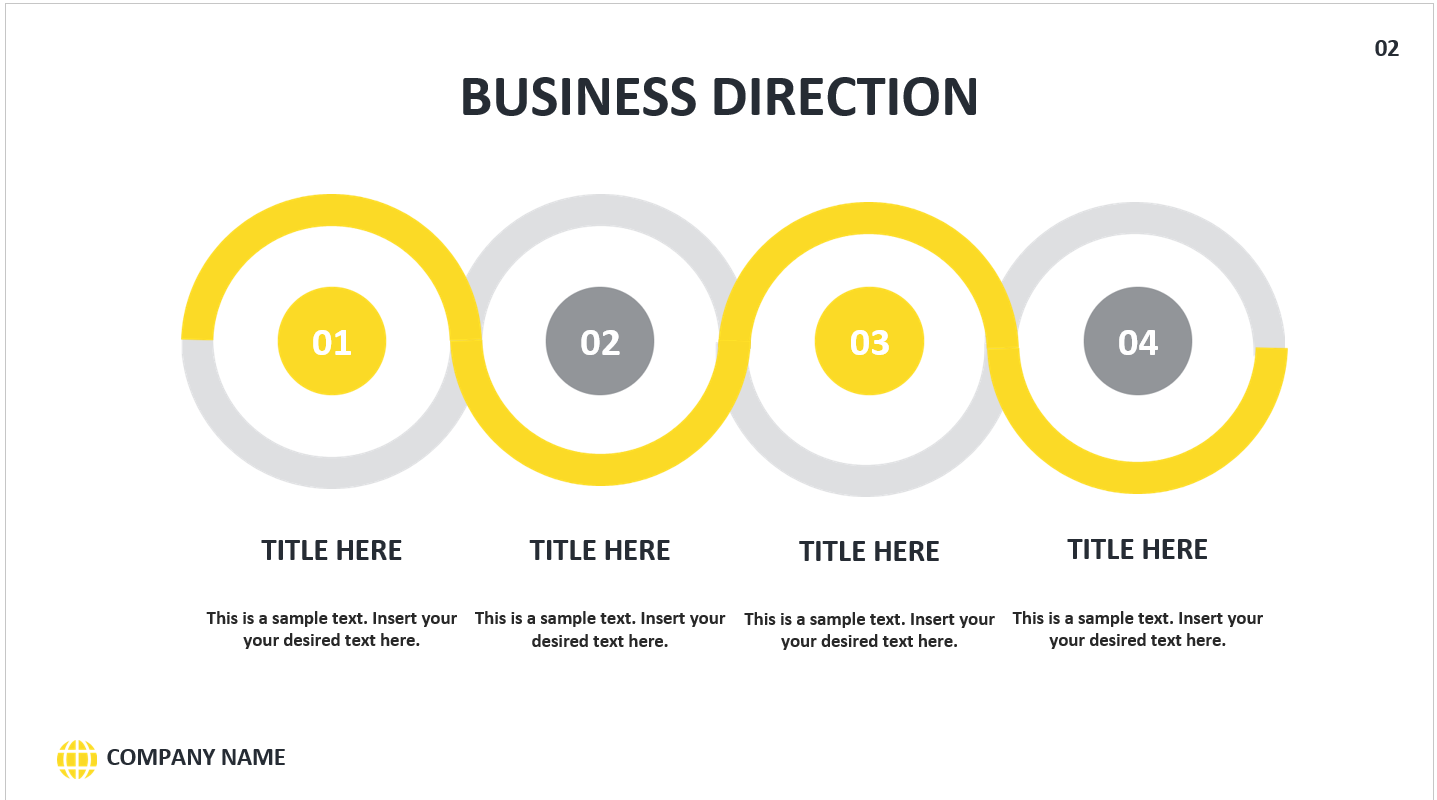 02
BUSINESS DIRECTION
01
02
03
04
TITLE HERE
TITLE HERE
TITLE HERE
TITLE HERE
This is a sample text. Insert your
your desired text here.
This is a sample text. Insert your
desired text here.
This is a sample text. Insert your
your desired text here.
This is a sample text. Insert your
your desired text here.
COMPANY NAME